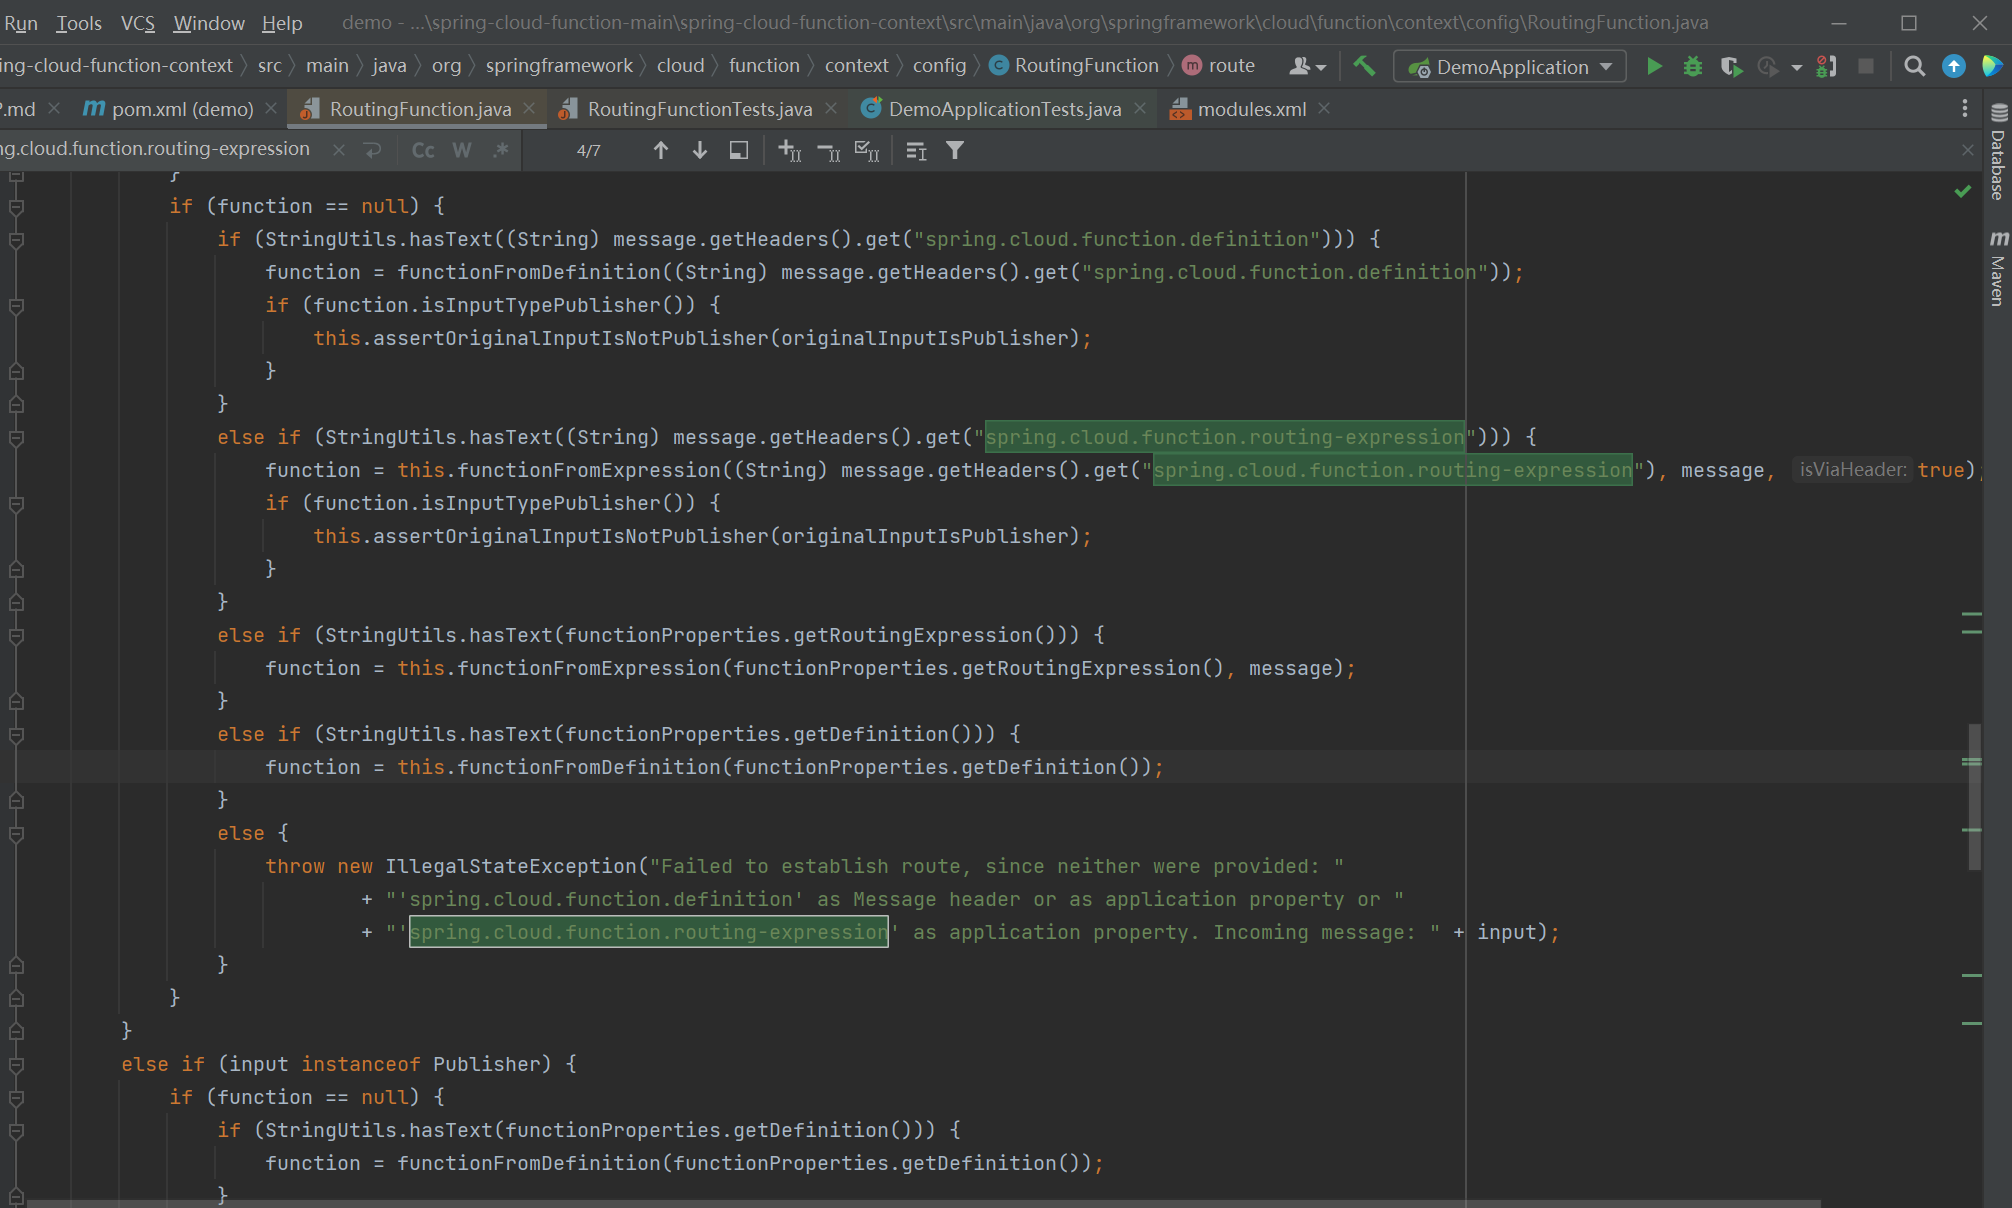 Run Tools VCS Window Help demo - ...\spring-cloud-function-main\spring-cloud-function-context\src\main\java\org\springframework\cloud\function\context\config\RoutingFunction.java
ing-cloud-function-context src main java org springframework cloud function context config RoutingFunction route DemoApplication
.md pom.xml (demo) RoutingFunction.java RoutingFunctionTests.java DemoApplicationTests.java modules.xml
ng.cloud.function.routing-expression Cc W .* 4/7
Database
Maven
}
if (function == null) {
if (StringUtils.hasText((String) message.getHeaders().get("spring.cloud.function.definition"))) {
function = functionFromDefinition((String) message.getHeaders().get("spring.cloud.function.definition"));
if (function.isInputTypePublisher()) {
this.assertOriginalInputIsNotPublisher(originalInputIsPublisher);
}
}
else if (StringUtils.hasText((String) message.getHeaders().get("spring.cloud.function.routing-expression"))) {
function = this.functionFromExpression((String) message.getHeaders().get("spring.cloud.function.routing-expression"), message, isViaHeader: true);
if (function.isInputTypePublisher()) {
this.assertOriginalInputIsNotPublisher(originalInputIsPublisher);
}
}
else if (StringUtils.hasText(functionProperties.getRoutingExpression())) {
function = this.functionFromExpression(functionProperties.getRoutingExpression(), message);
}
else if (StringUtils.hasText(functionProperties.getDefinition())) {
function = this.functionFromDefinition(functionProperties.getDefinition());
}
else {
throw new IllegalStateException("Failed to establish route, since neither were provided: "
+ "'spring.cloud.function.definition' as Message header or as application property or "
+ "'spring.cloud.function.routing-expression' as application property. Incoming message: " + input);
}
}
}
else if (input instanceof Publisher) {
if (function == null) {
if (StringUtils.hasText(functionProperties.getDefinition())) {
function = functionFromDefinition(functionProperties.getDefinition());
}